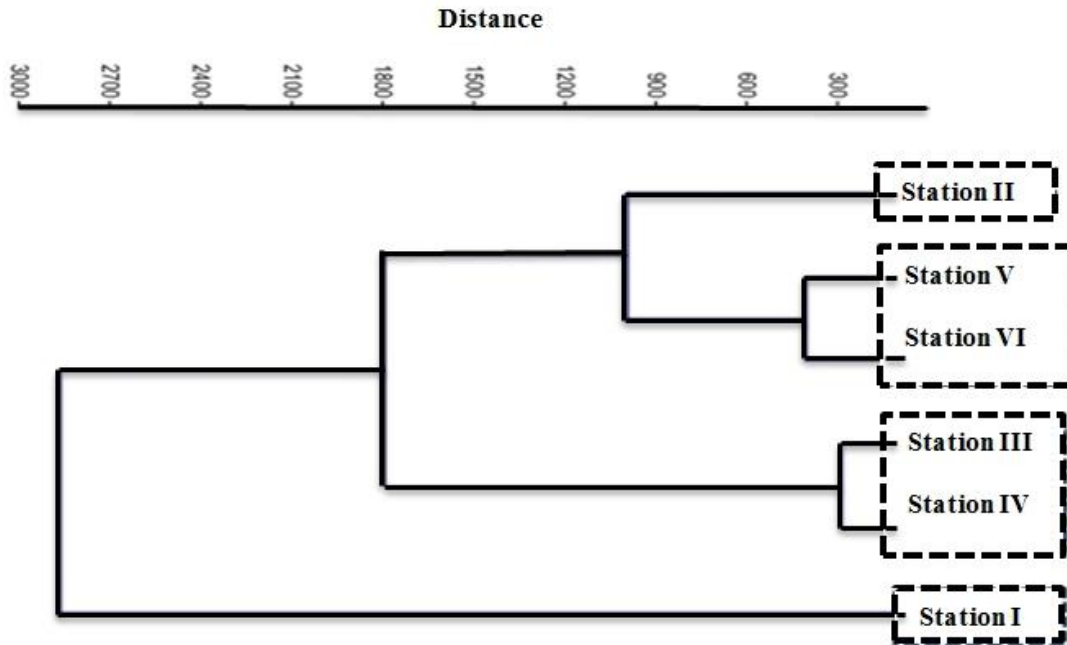 Distance
3000 2700 2400 2100 1800 1500 1200 900 600 300
Station II
Station V
Station VI
Station III
Station IV
Station I